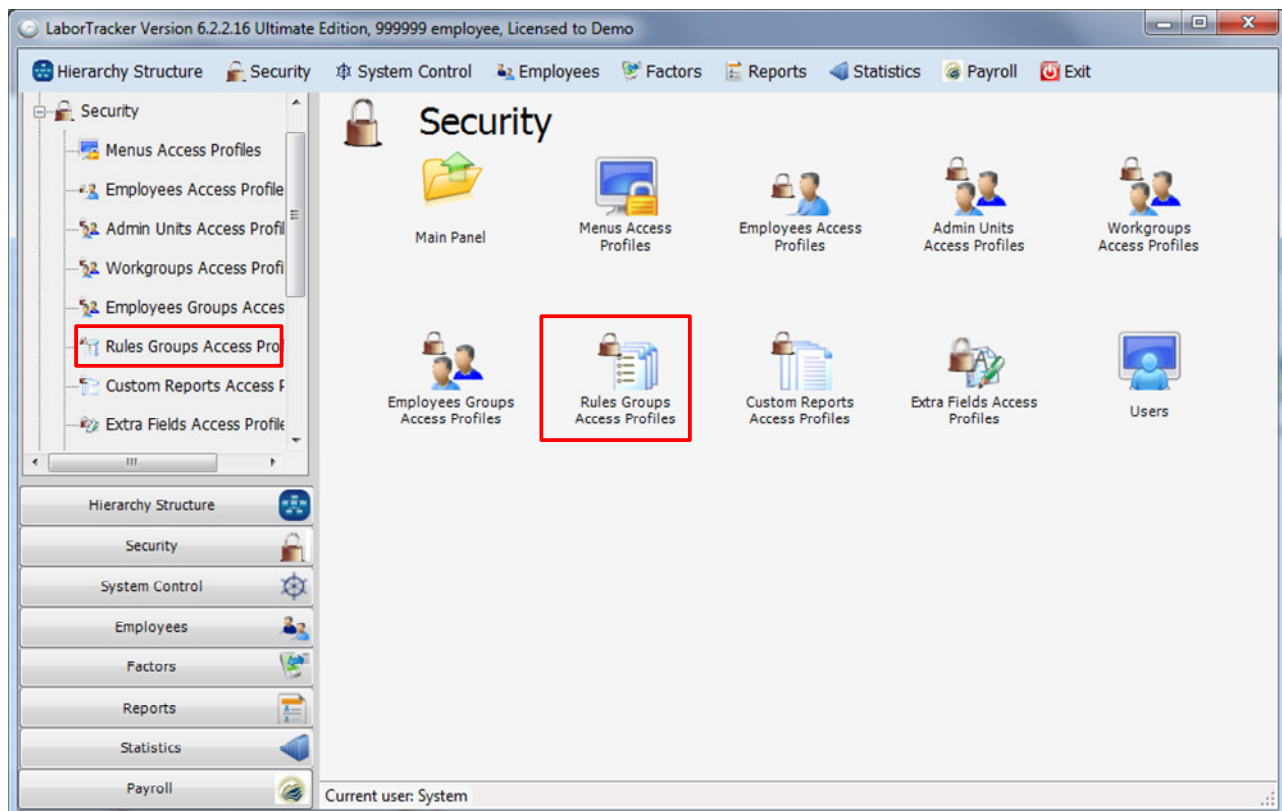 LaborTracker Version 6.2.2.16 Ultimate Edition, 999999 employee, Licensed to Demo
Hierarchy Structure Security System Control Employees Factors Reports Statistics Payroll Exit
Security
Menus Access Profiles
Employees Access Profile
Admin Units Access Profil
Workgroups Access Profi
Employees Groups Acces
Rules Groups Access Pro
Custom Reports Access P
Extra Fields Access Profile
Hierarchy Structure
Security
System Control
Employees
Factors
Reports
Statistics
Payroll
Security
Main Panel
Menus Access
Profiles
Employees Access
Profiles
Admin Units
Access Profiles
Workgroups
Access Profiles
Employees Groups
Access Profiles
Rules Groups
Access Profiles
Custom Reports
Access Profiles
Extra Fields Access
Profiles
Users
Current user: System